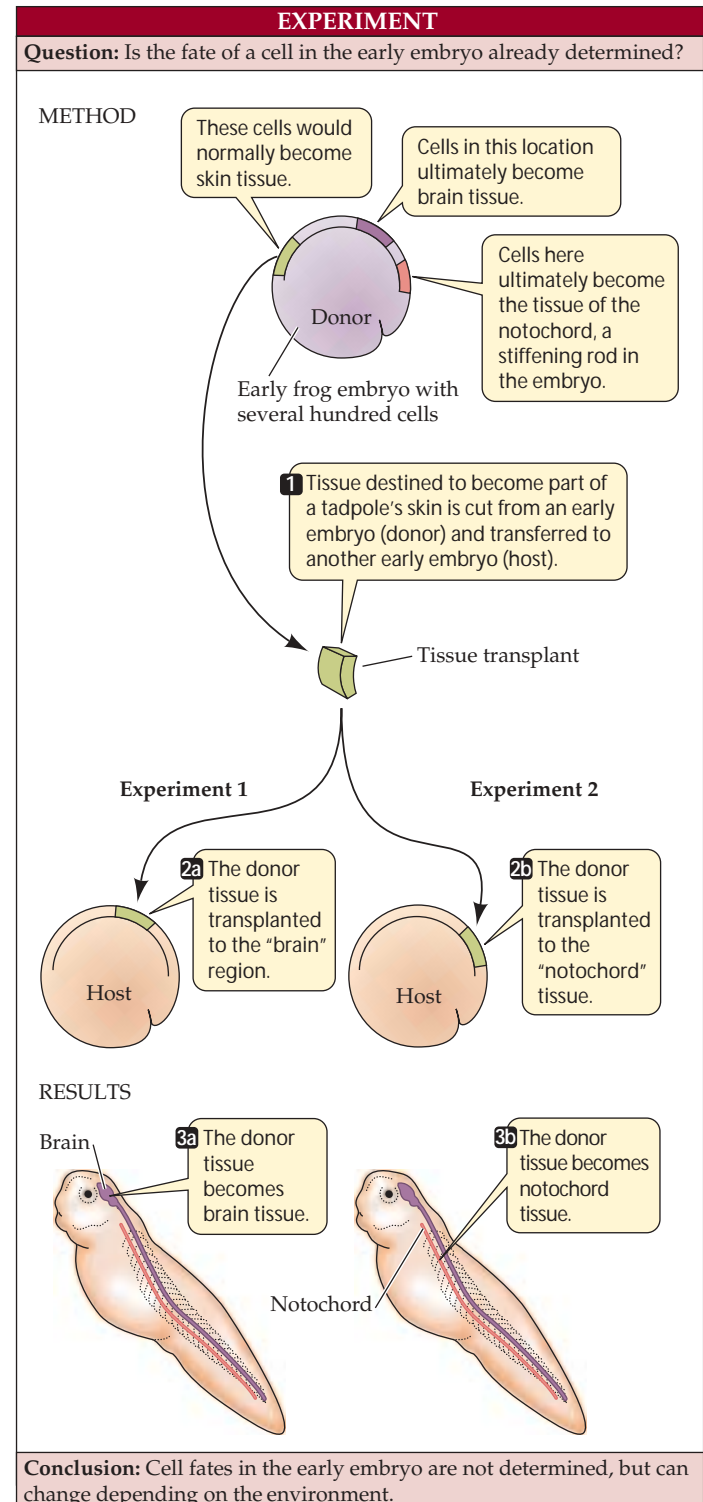 EXPERIMENT
Question: Is the fate of a cell in the early embryo already determined?
METHOD
These cells would
normally become
skin tissue.
Cells in this location
ultimately become
brain tissue.
Cells here
ultimately become
the tissue of the
notochord, a
stiffening rod in
the embryo.
Donor
Early frog embryo with
several hundred cells
1 Tissue destined to become part of
a tadpole's skin is cut from an early
embryo (donor) and transferred to
another early embryo (host).
Tissue transplant
Experiment 1
Experiment 2
2a The donor
tissue is
transplanted
to the "brain"
region.
Host
2b The donor
tissue is
transplanted
to the
"notochord"
tissue.
Host
RESULTS
Brain
3a The donor
tissue
becomes
brain tissue.
3b The donor
tissue becomes
notochord
tissue.
Notochord
Conclusion: Cell fates in the early embryo are not determined, but can
change depending on the environment.